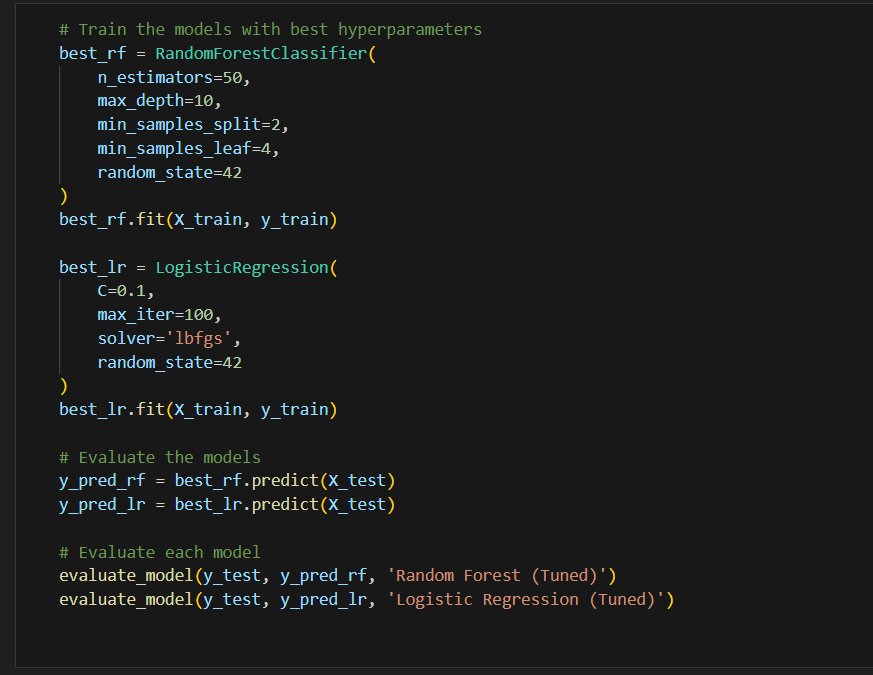 # Train the models with best hyperparameters
best_rf = RandomForestClassifier(
    n_estimators=50,
    max_depth=10,
    min_samples_split=2,
    min_samples_leaf=4,
    random_state=42
)
best_rf.fit(X_train, y_train)

best_lr = LogisticRegression(
    C=0.1,
    max_iter=100,
    solver='lbfgs',
    random_state=42
)
best_lr.fit(X_train, y_train)

# Evaluate the models
y_pred_rf = best_rf.predict(X_test)
y_pred_lr = best_lr.predict(X_test)

# Evaluate each model
evaluate_model(y_test, y_pred_rf, 'Random Forest (Tuned)')
evaluate_model(y_test, y_pred_lr, 'Logistic Regression (Tuned)')